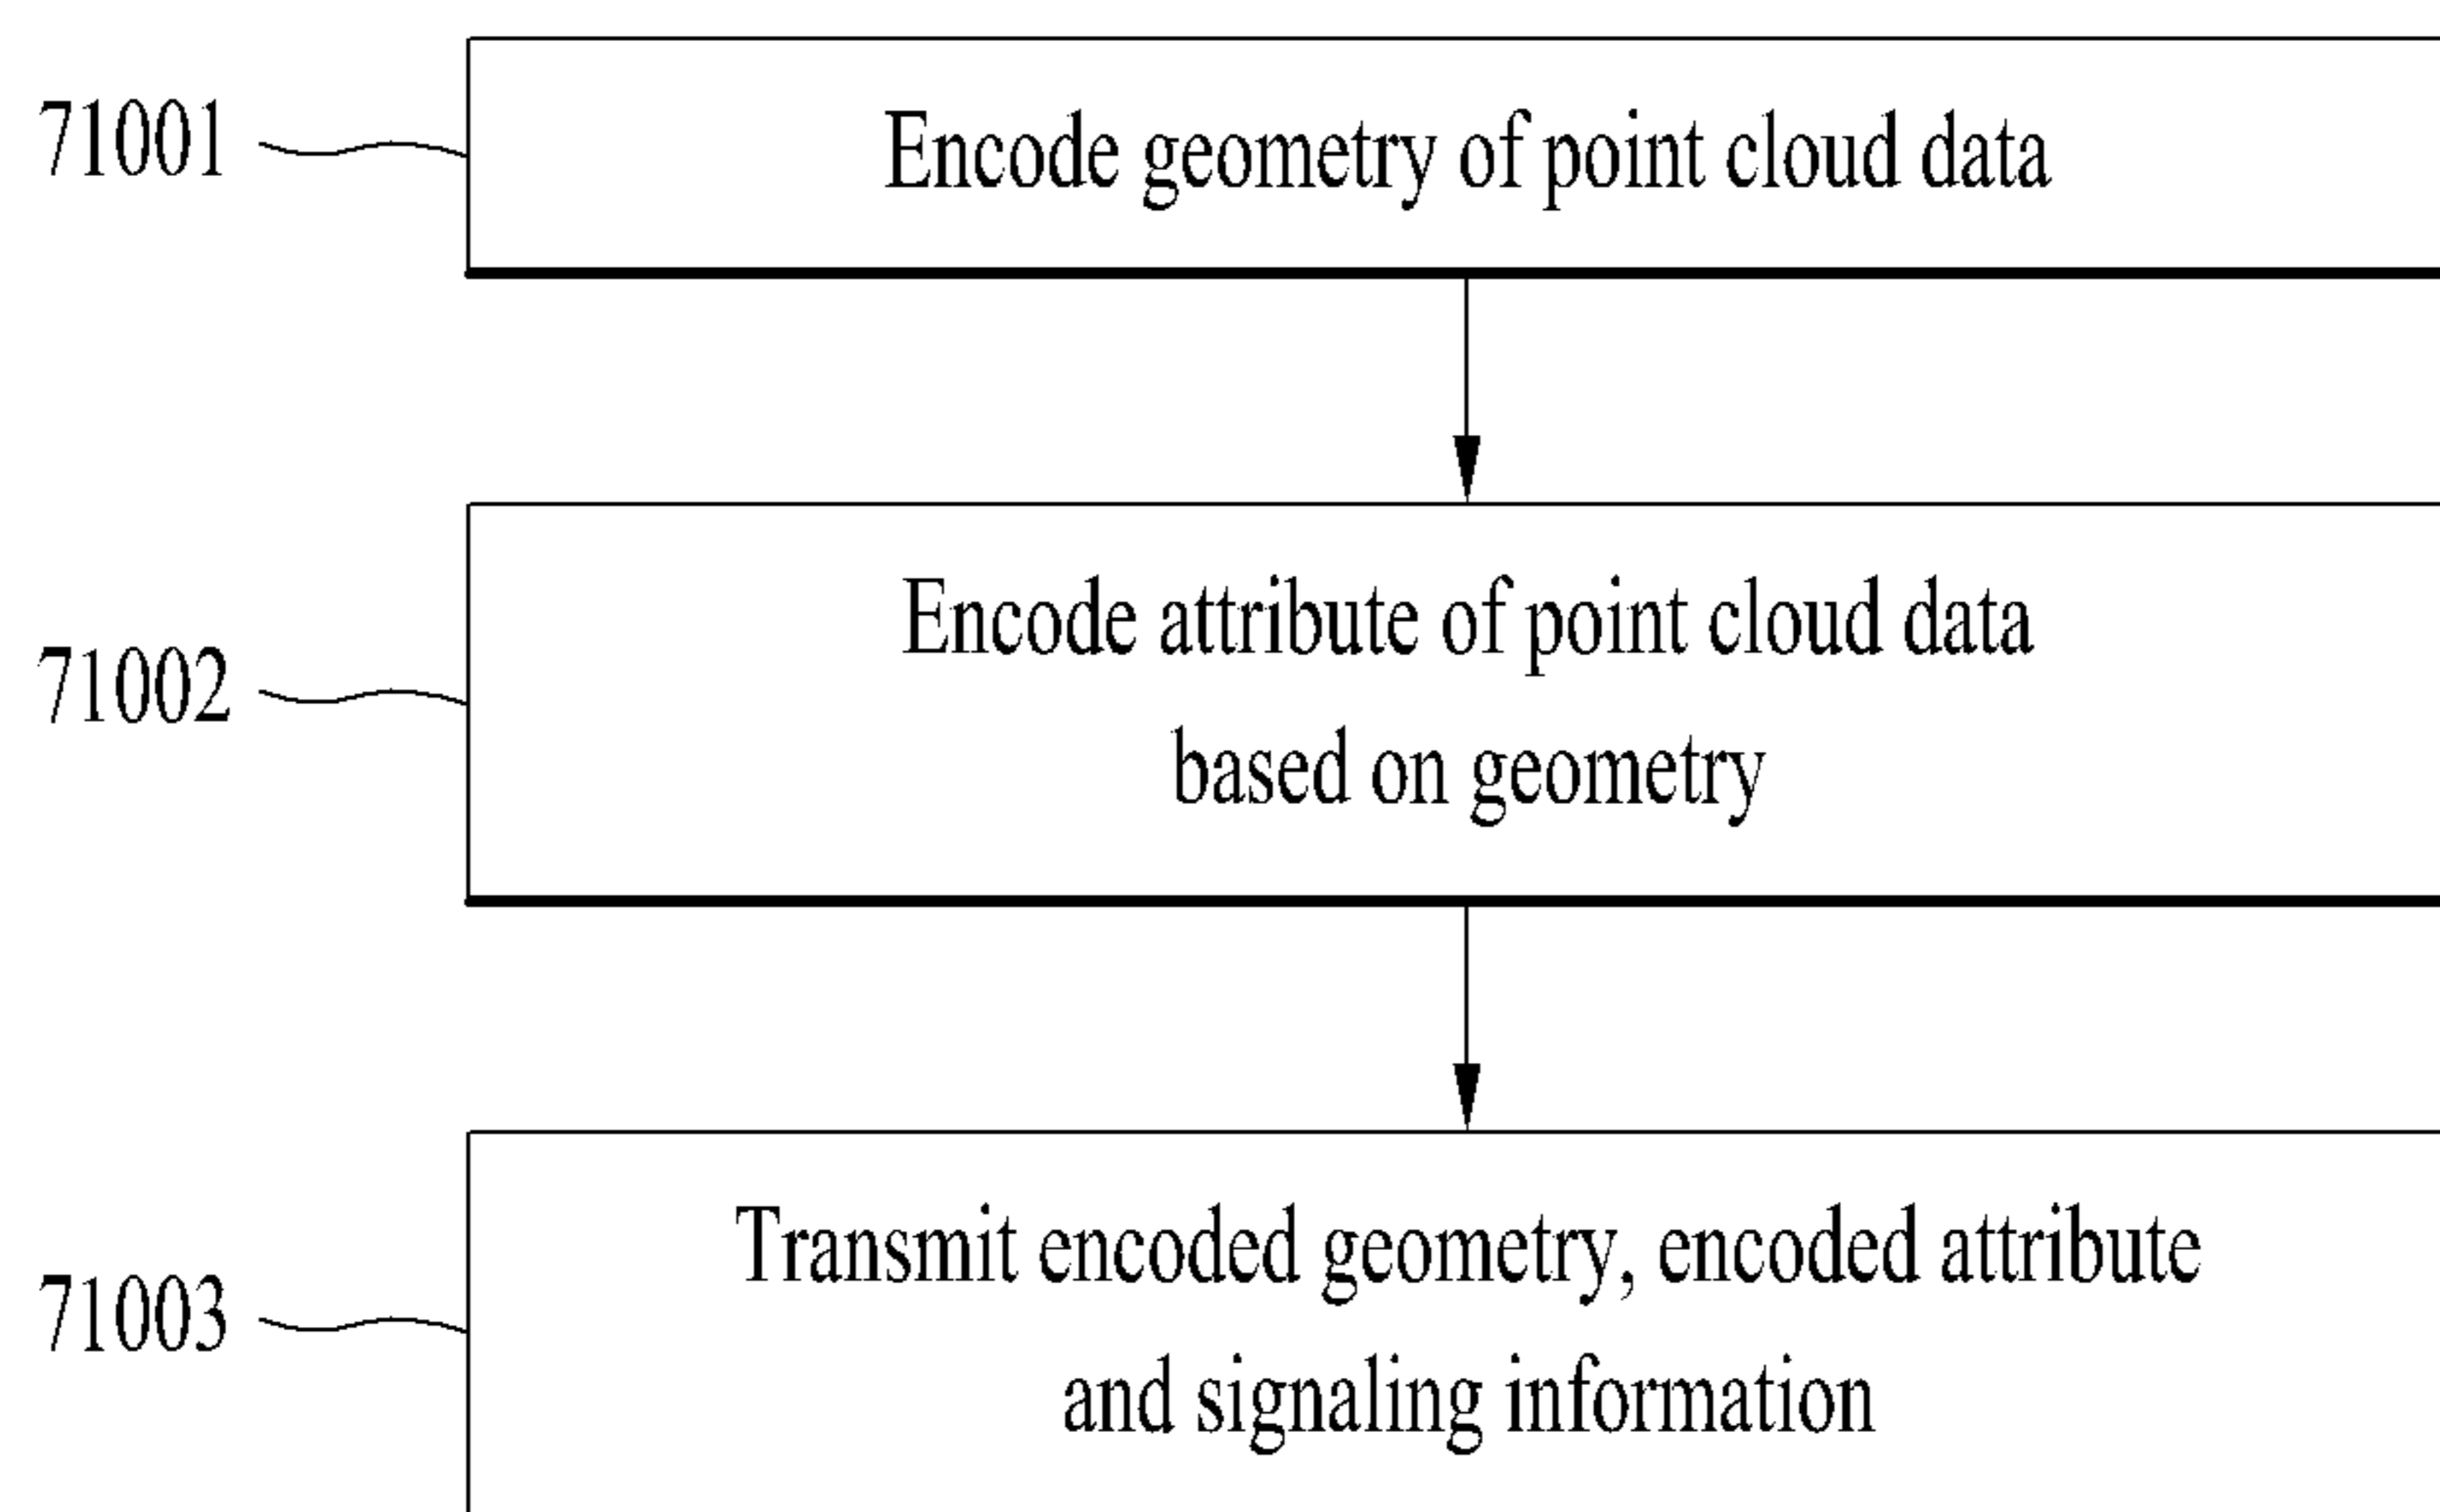 71001
Encode geometry of point cloud data
71002
Encode attribute of point cloud data
based on geometry
71003
Transmit encoded geometry, encoded attribute
and signaling information